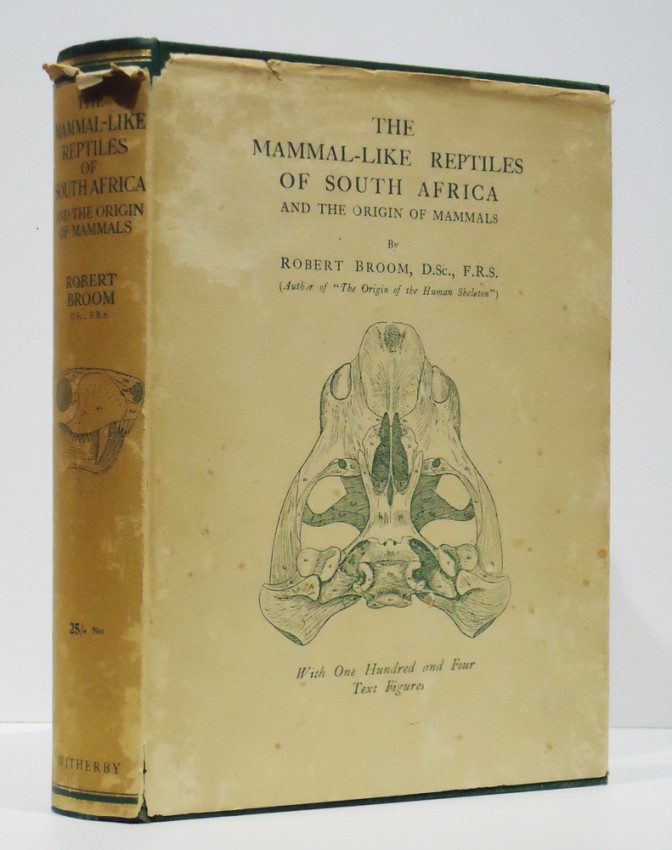 THE
MAMMAL-LIKE
REPTILES
OF
SOUTH AFRICA
AND THE ORIGIN
OF MAMMALS
ROBERT
BROOM
D.Sc., F.R.S.
25/- Net
WITHERBY
THE
MAMMAL-LIKE REPTILES
OF SOUTH AFRICA
AND THE ORIGIN OF MAMMALS
By
ROBERT BROOM, D.Sc., F.R.S.
(Author of "The Origin of the Human Skeleton")
With One Hundred and Four
Text Figures